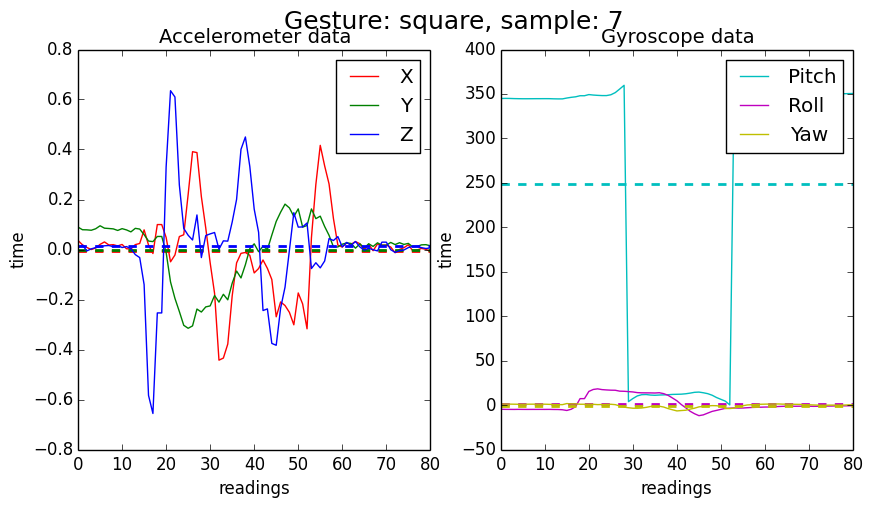 Gesture: square, sample: 7
Accelerometer data
0.8
0.6
0.4
0.2
0.0
−0.2
−0.4
−0.6
−0.8
time
0 10 20 30 40 50 60 70 80
readings
X
Y
Z
Gyroscope data
400
350
300
250
200
150
100
50
0
−50
time
0 10 20 30 40 50 60 70 80
readings
Pitch
Roll
Yaw